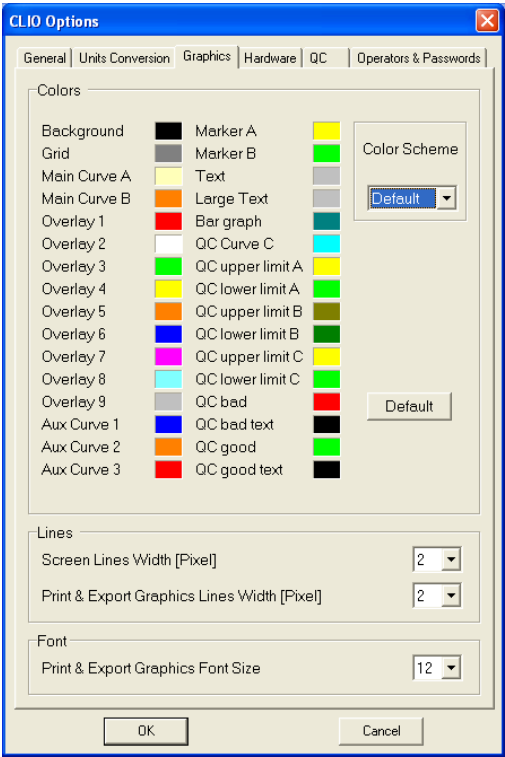 CLIO Options
General Units Conversion Graphics Hardware QC Operators & Passwords
Colors
Background Marker A
Grid Marker B
Main Curve A Text
Main Curve B Large Text
Overlay 1 Bar graph
Overlay 2 QC Curve C
Overlay 3 QC upper limit A
Overlay 4 QC lower limit A
Overlay 5 QC upper limit B
Overlay 6 QC lower limit B
Overlay 7 QC upper limit C
Overlay 8 QC lower limit C
Overlay 9 QC bad
Aux Curve 1 QC bad text
Aux Curve 2 QC good
Aux Curve 3 QC good text
Color Scheme
Default
Default
Lines
Screen Lines Width [Pixel] 2
Print & Export Graphics Lines Width [Pixel] 2
Font
Print & Export Graphics Font Size 12
OK Cancel